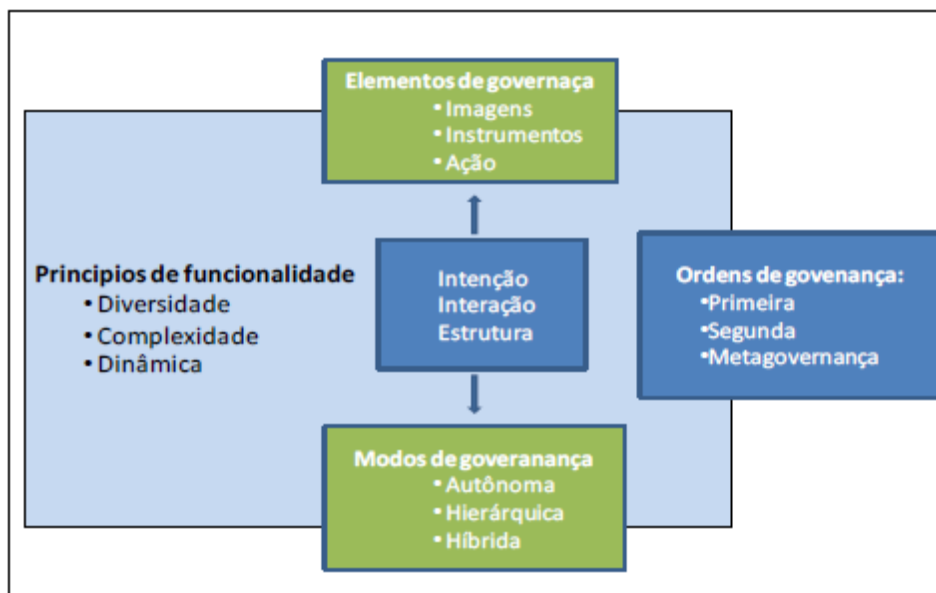 Elementos de governaça
• Imagens
• Instrumentos
• Ação
Principios de funcionalidade
• Diversidade
• Complexidade
• Dinâmica
Intenção
Interação
Estrutura
Ordens de govenança:
• Primeira
• Segunda
• Metagovernança
Modos de goveranança
• Autônoma
• Hierárquica
• Híbrida